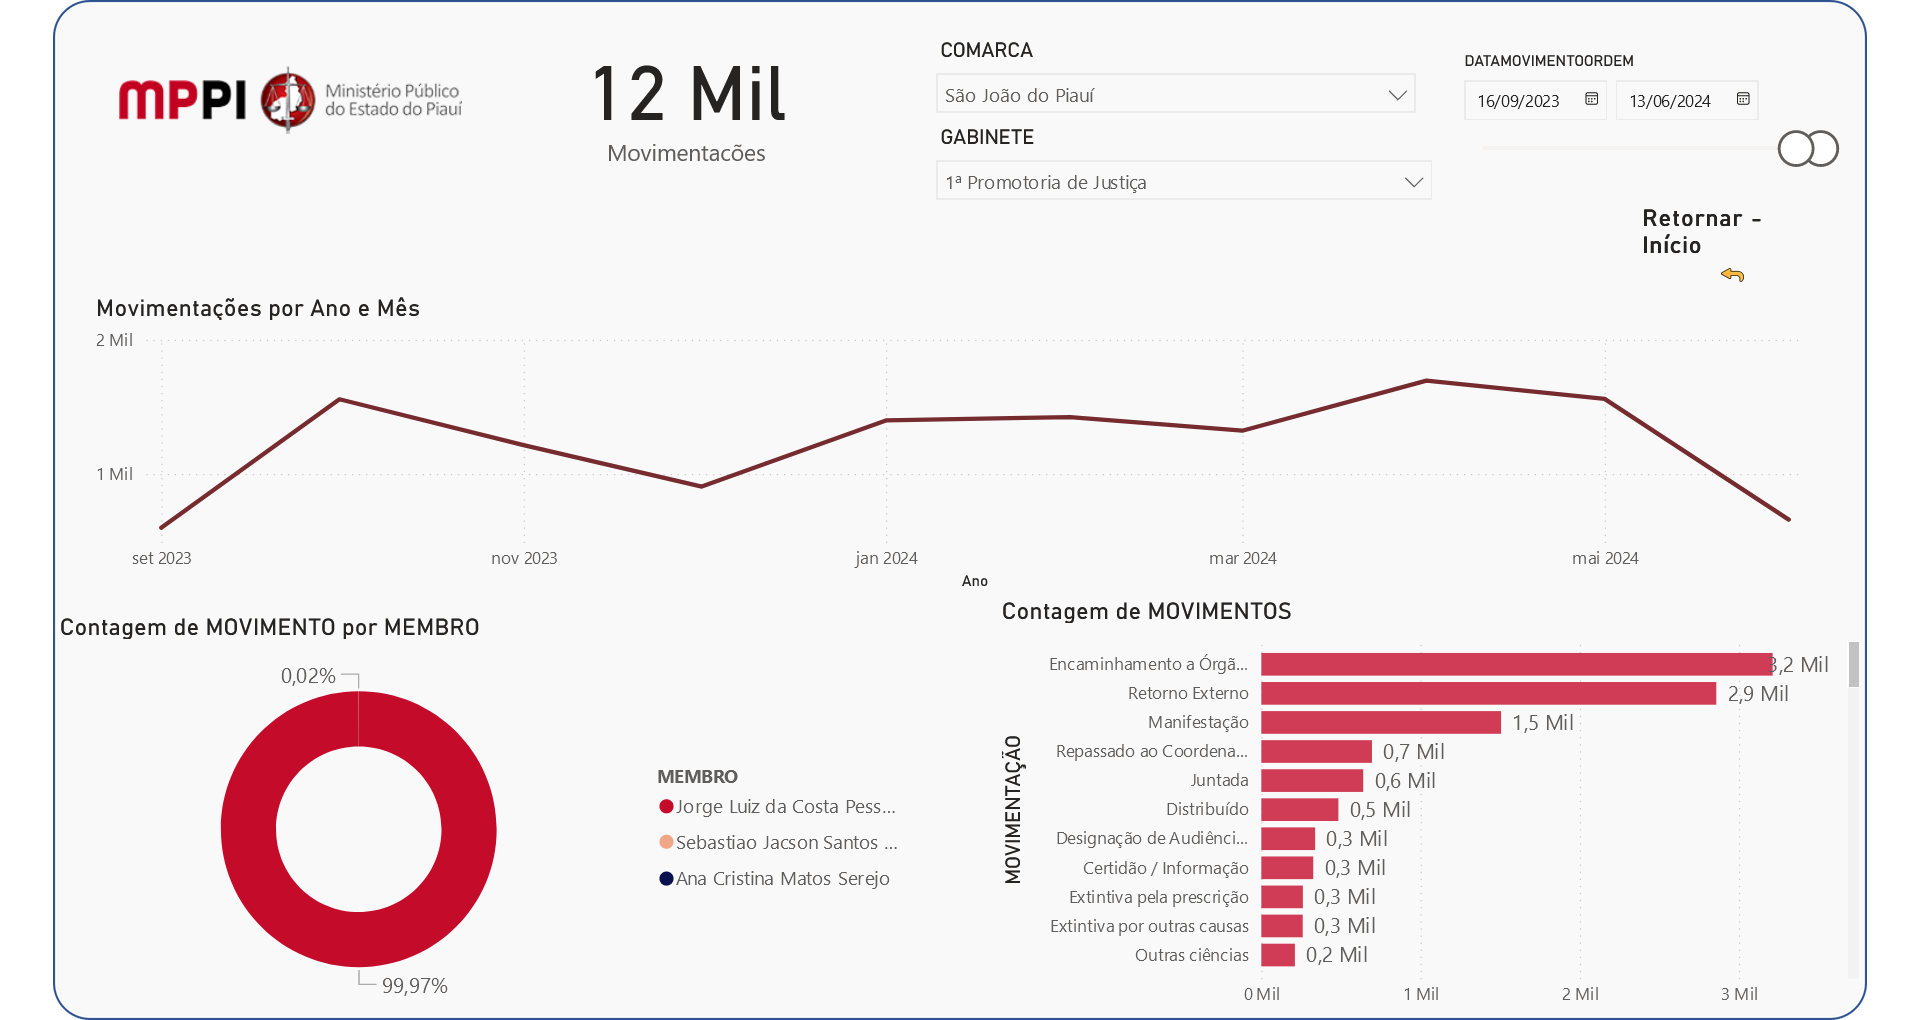 MPPI
Ministério Público
do Estado do Piauí
12 Mil
Movimentacões
COMARCA
São João do Piauí
GABINETE
1ª Promotoria de Justiça
DATAMOVIMENTOORDEM
16/09/2023
13/06/2024
Retornar -
Início
Movimentações por Ano e Mês
2 Mil
1 Mil
set 2023
nov 2023
jan 2024
mar 2024
mai 2024
Ano
Contagem de MOVIMENTO por MEMBRO
0,02%
99,97%
MEMBRO
Jorge Luiz da Costa Pess...
Sebastiao Jacson Santos ...
Ana Cristina Matos Serejo
Contagem de MOVIMENTOS
MOVIMENTAÇÃO
Encaminhamento a Órgã... 3,2 Mil
Retorno Externo 2,9 Mil
Manifestação 1,5 Mil
Repassado ao Coordena... 0,7 Mil
Juntada 0,6 Mil
Distribuído 0,5 Mil
Designação de Audiênci... 0,3 Mil
Certidão / Informação 0,3 Mil
Extintiva pela prescrição 0,3 Mil
Extintiva por outras causas 0,3 Mil
Outras ciências 0,2 Mil
0 Mil 1 Mil 2 Mil 3 Mil